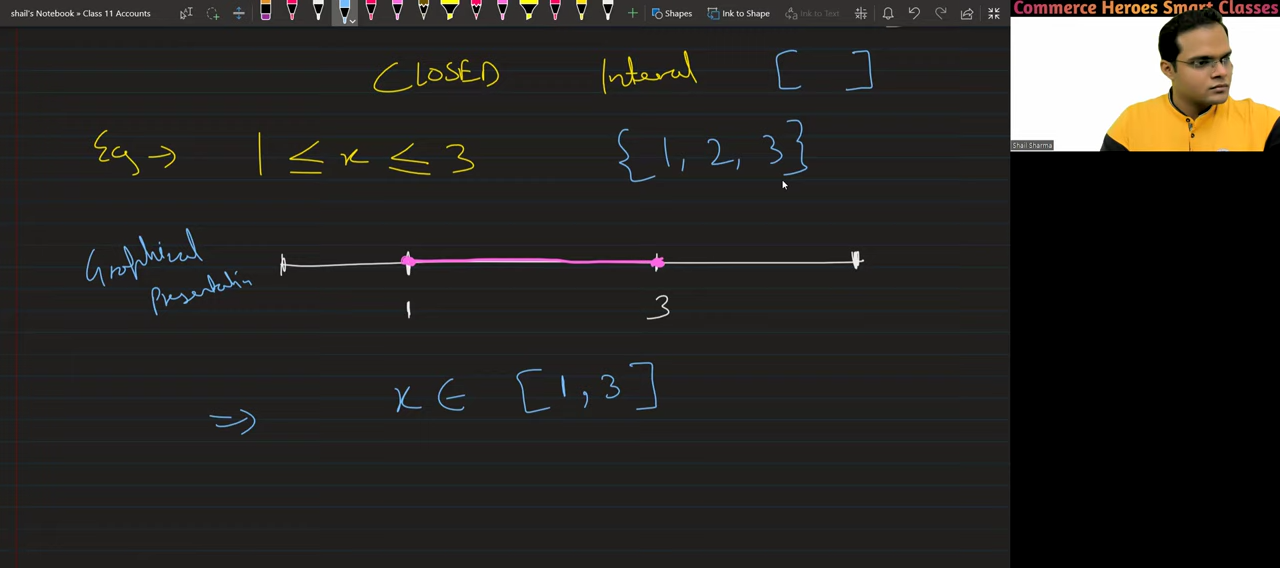 shail's Notebook » Class 11 Accounts
Shapes
Ink to Shape
Ink to Text
Commerce Heroes Smart Classes
Shail Sharma
CLOSED Interval [ ]
Eg → 1 ≤ x ≤ 3 {1, 2, 3}
Graphical
Presentation
1 3
⇒ x ∈ [1, 3]